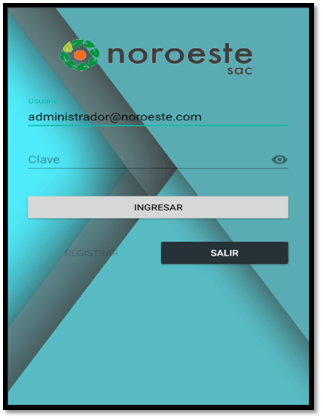 noroeste
sac
Usuario
administrador@noroeste.com
Clave
INGRESAR
REGISTRAR
SALIR